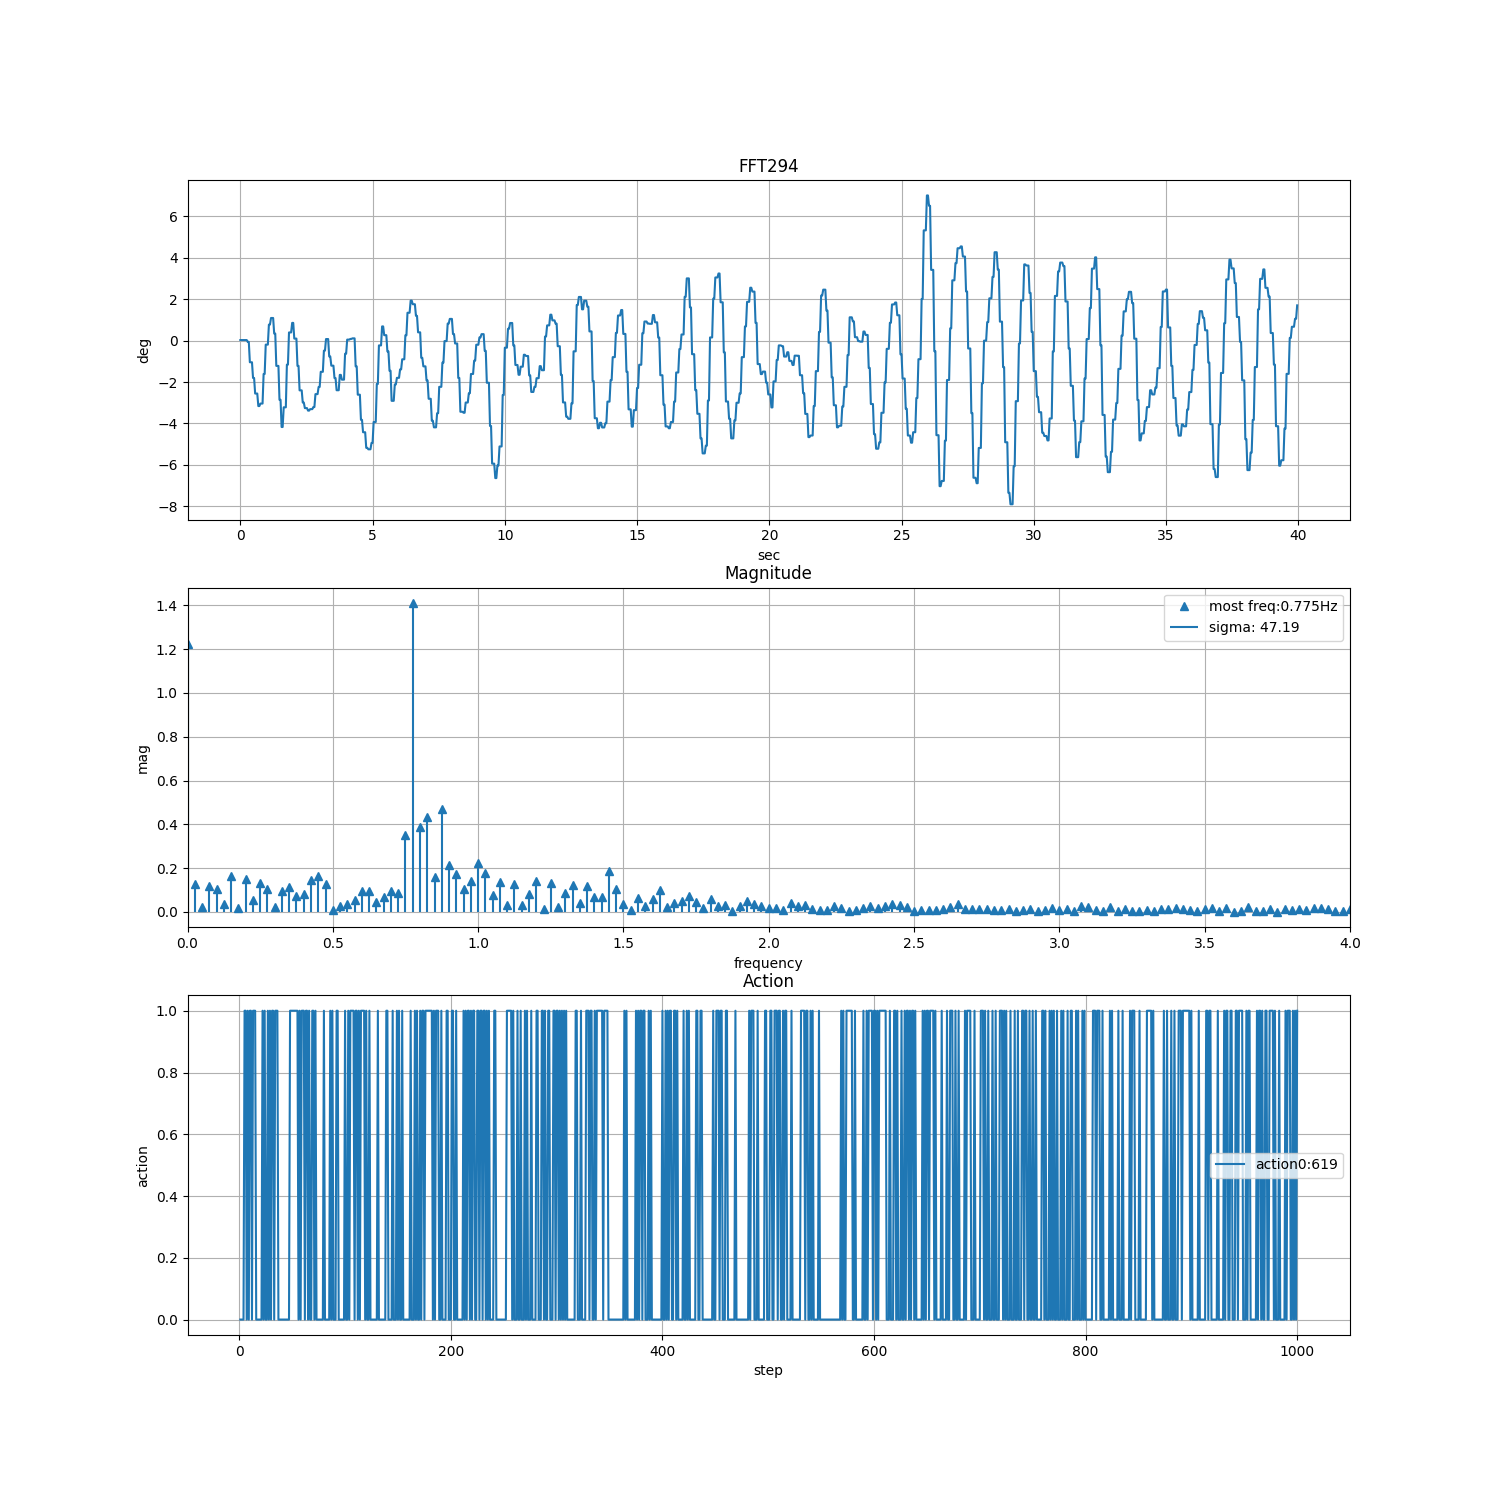 FFT294
deg
6
4
2
0
−2
−4
−6
−8
0 5 10 15 20 25 30 35 40
sec
Magnitude
mag
1.4
1.2
1.0
0.8
0.6
0.4
0.2
0.0
most freq:0.775Hz
sigma: 47.19
0.0 0.5 1.0 1.5 2.0 2.5 3.0 3.5 4.0
frequency
Action
action
1.0
0.8
0.6
0.4
0.2
0.0
action0:619
0 200 400 600 800 1000
step